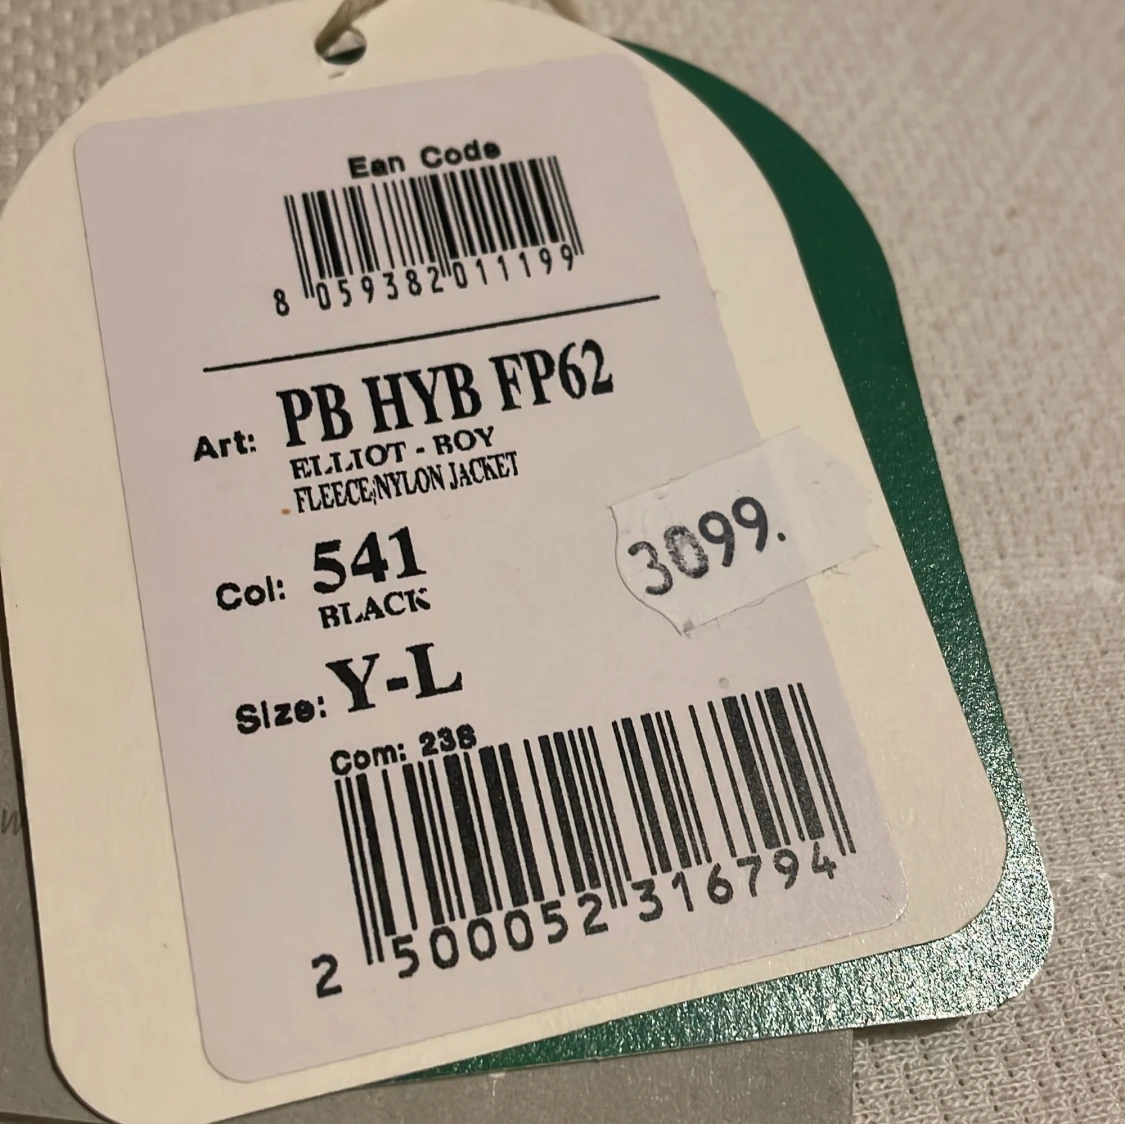 Ean Code
8 059382 011199
Art: PB HYB FP62
ELLIOT - BOY
FLEECE/NYLON JACKET
Col: 541
BLACK
3099.
Size: Y-L
Com: 236
2 500052 316794